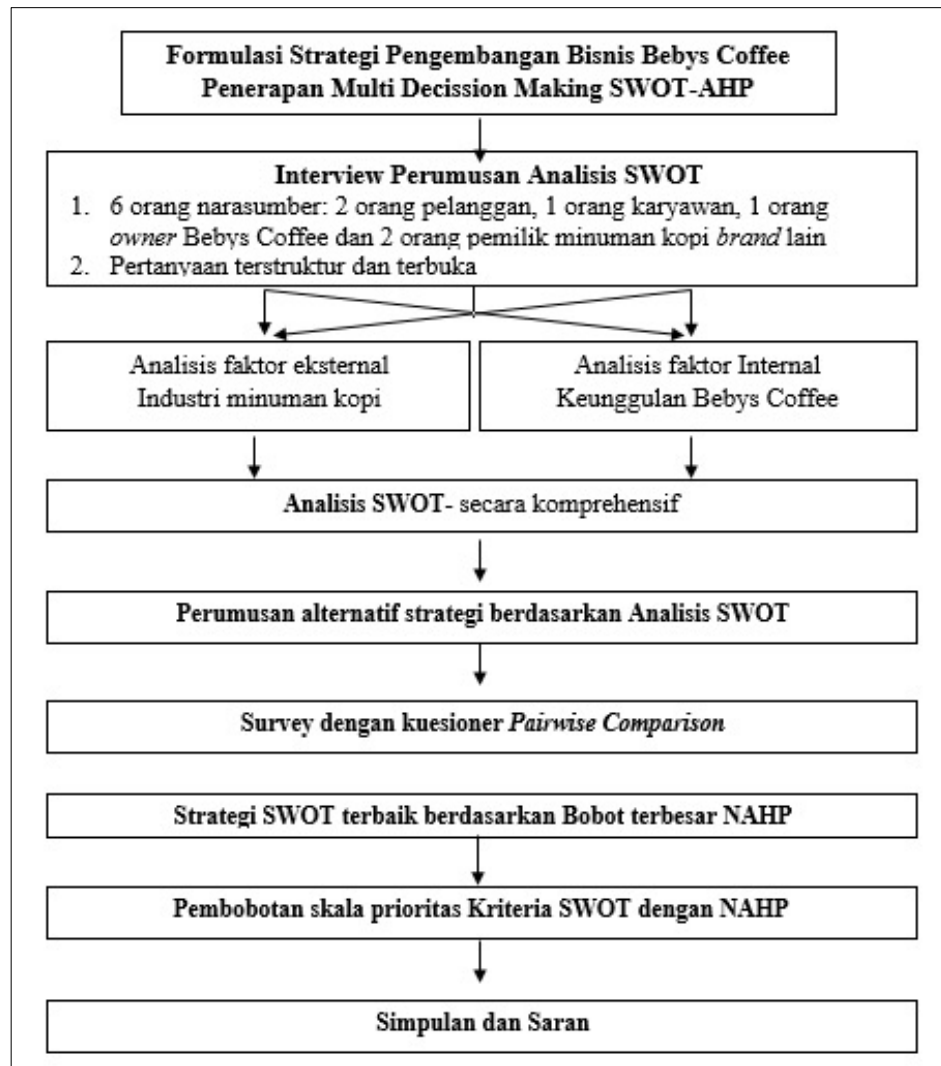 Formulasi Strategi Pengembangan Bisnis Bebys Coffee
Penerapan Multi Decission Making SWOT-AHP
Interview Perumusan Analisis SWOT
1. 6 orang narasumber: 2 orang pelanggan, 1 orang karyawan, 1 orang
owner Bebys Coffee dan 2 orang pemilik minuman kopi brand lain
2. Pertanyaan terstruktur dan terbuka
Analisis faktor eksternal
Industri minuman kopi
Analisis faktor Internal
Keunggulan Bebys Coffee
Analisis SWOT- secara komprehensif
Perumusan alternatif strategi berdasarkan Analisis SWOT
Survey dengan kuesioner Pairwise Comparison
Strategi SWOT terbaik berdasarkan Bobot terbesar NAHP
Pembobotan skala prioritas Kriteria SWOT dengan NAHP
Simpulan dan Saran